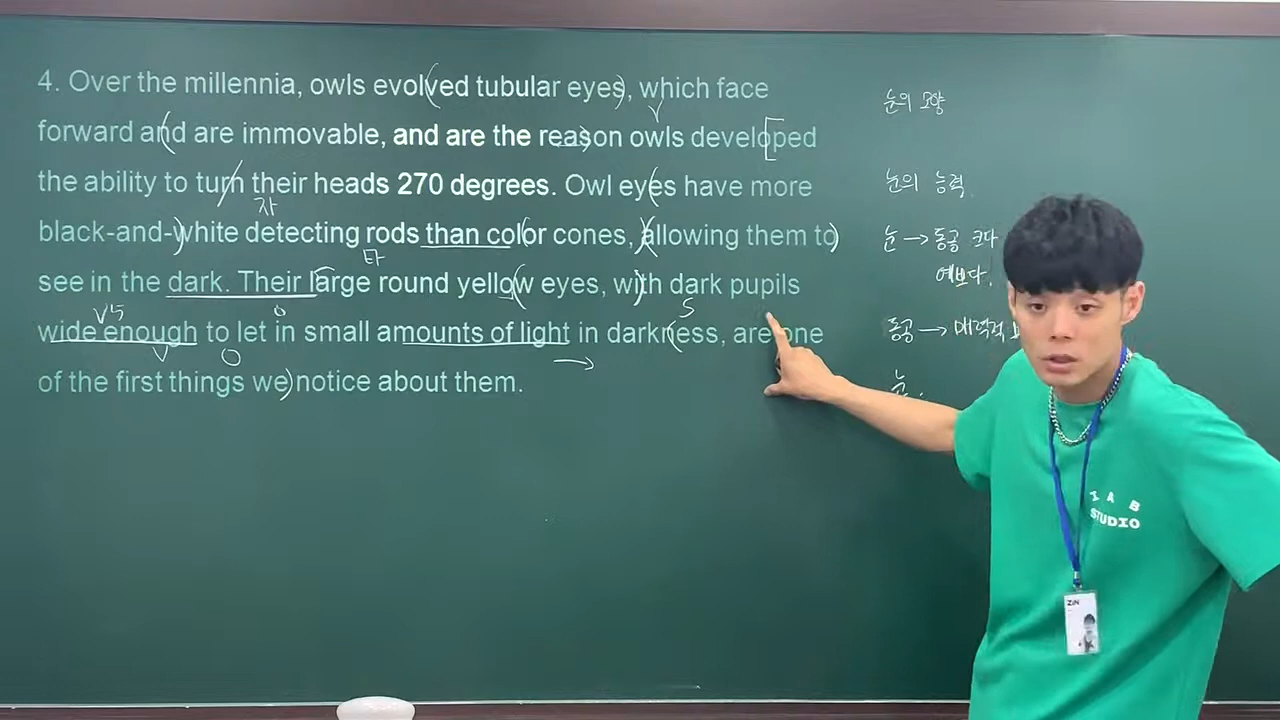 4. Over the millennia, owls evolved tubular eyes, which face
forward and are immovable, and are the reason owls developed
the ability to turn their heads 270 degrees. Owl eyes have more
black-and-white detecting rods than color cones, allowing them to
see in the dark. Their large round yellow eyes, with dark pupils
wide enough to let in small amounts of light in darkness, are one
of the first things we notice about them.
자
타
V
S
V5
O
V
O
눈의 모양
눈의 능력
눈 → 동공 크다
예쁘다!
동공 → 매력적
눈.
I A B
STUDIO
ZIN